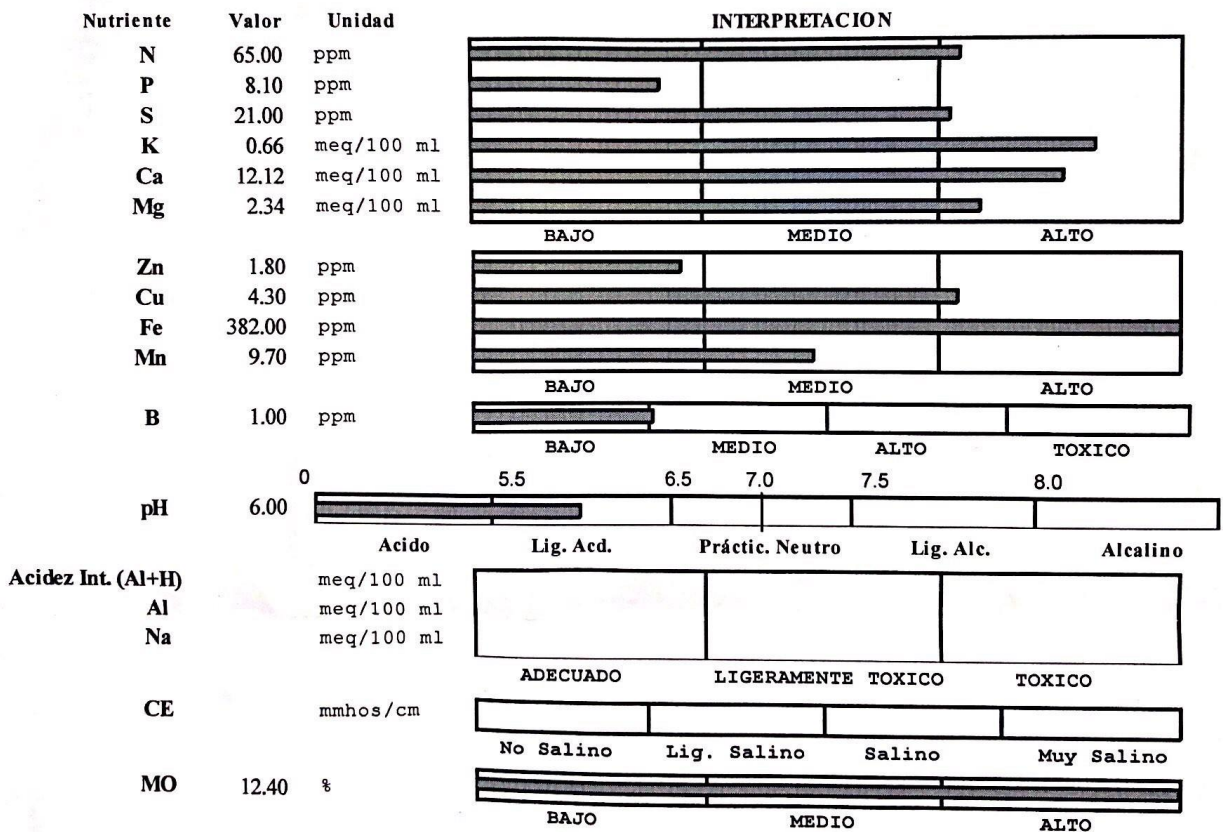 Nutriente Valor Unidad INTERPRETACION
N 65.00 ppm
P 8.10 ppm
S 21.00 ppm
K 0.66 meq/100 ml
Ca 12.12 meq/100 ml
Mg 2.34 meq/100 ml
BAJO MEDIO ALTO
Zn 1.80 ppm
Cu 4.30 ppm
Fe 382.00 ppm
Mn 9.70 ppm
BAJO MEDIO ALTO
B 1.00 ppm
BAJO MEDIO ALTO TOXICO
0 5.5 6.5 7.0 7.5 8.0
pH 6.00
Acido Lig. Acd. Práctic. Neutro Lig. Alc. Alcalino
Acidez Int. (Al+H) meq/100 ml
Al meq/100 ml
Na meq/100 ml
ADECUADO LIGERAMENTE TOXICO TOXICO
CE mmhos/cm
No Salino Lig. Salino Salino Muy Salino
MO 12.40 %
BAJO MEDIO ALTO